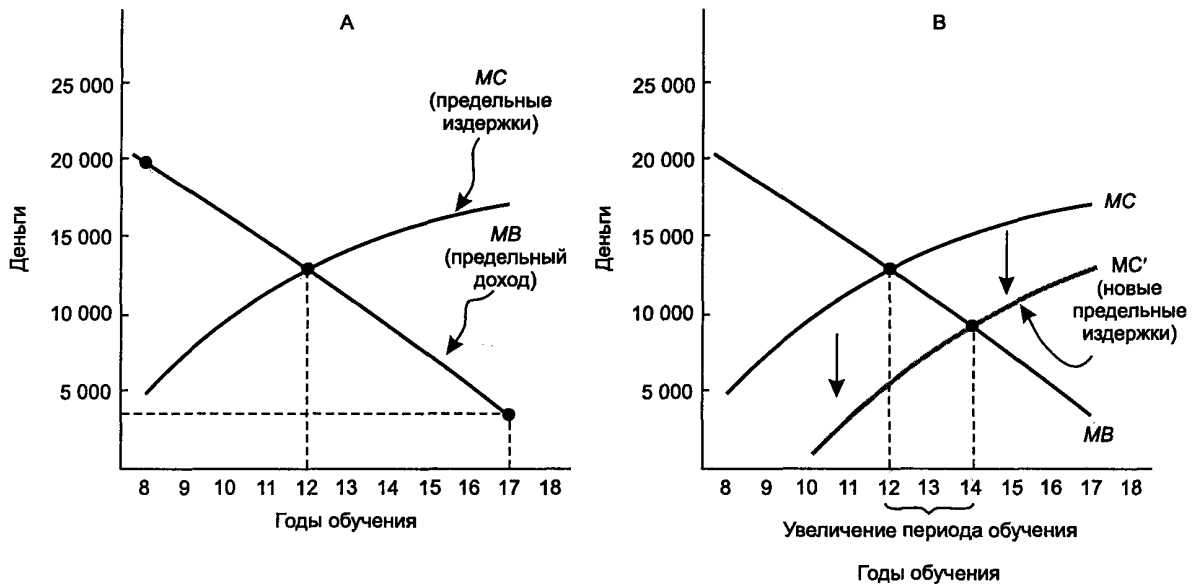 А
Деньги
25 000
20 000
15 000
10 000
5 000
MC
(предельные
издержки)
MB
(предельный
доход)
8 9 10 11 12 13 14 15 16 17 18
Годы обучения
В
Деньги
25 000
20 000
15 000
10 000
5 000
MC
MC'
(новые
предельные
издержки)
MB
8 9 10 11 12 13 14 15 16 17 18
Увеличение периода обучения
Годы обучения